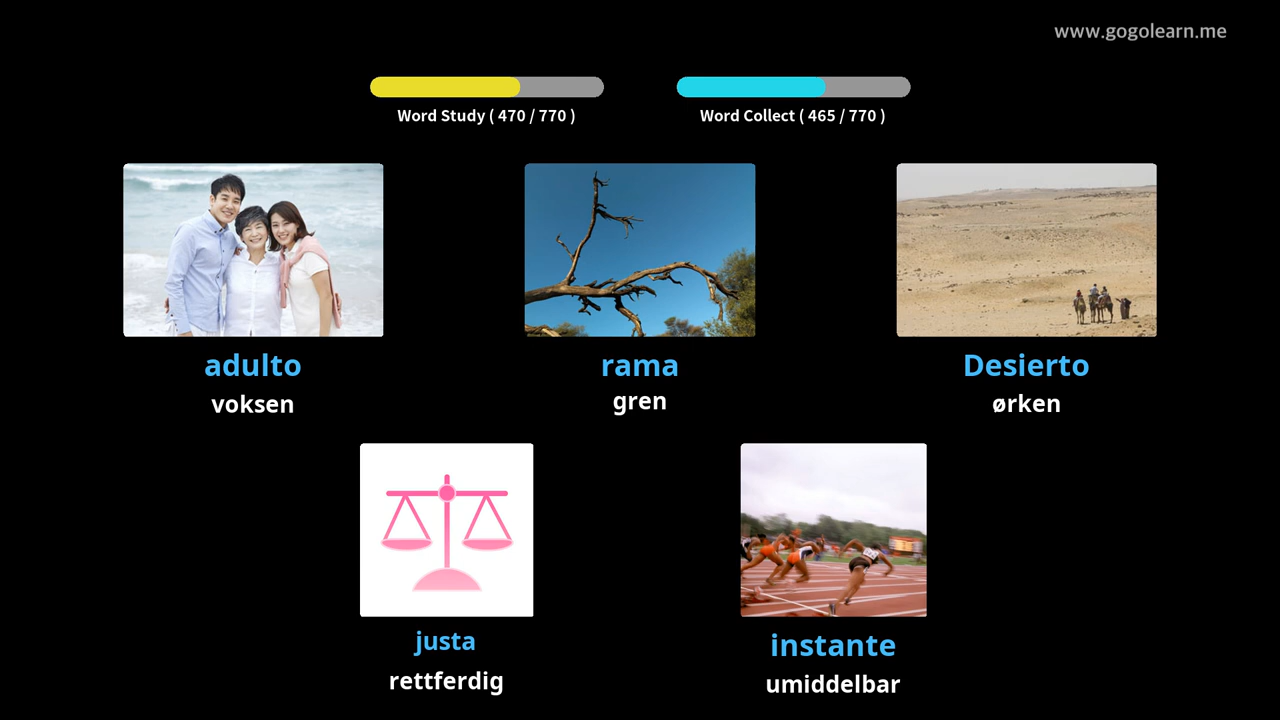 www.gogolearn.me
Word Study ( 470 / 770 )
Word Collect ( 465 / 770 )
adulto
voksen
rama
gren
Desierto
ørken
justa
rettferdig
instante
umiddelbar